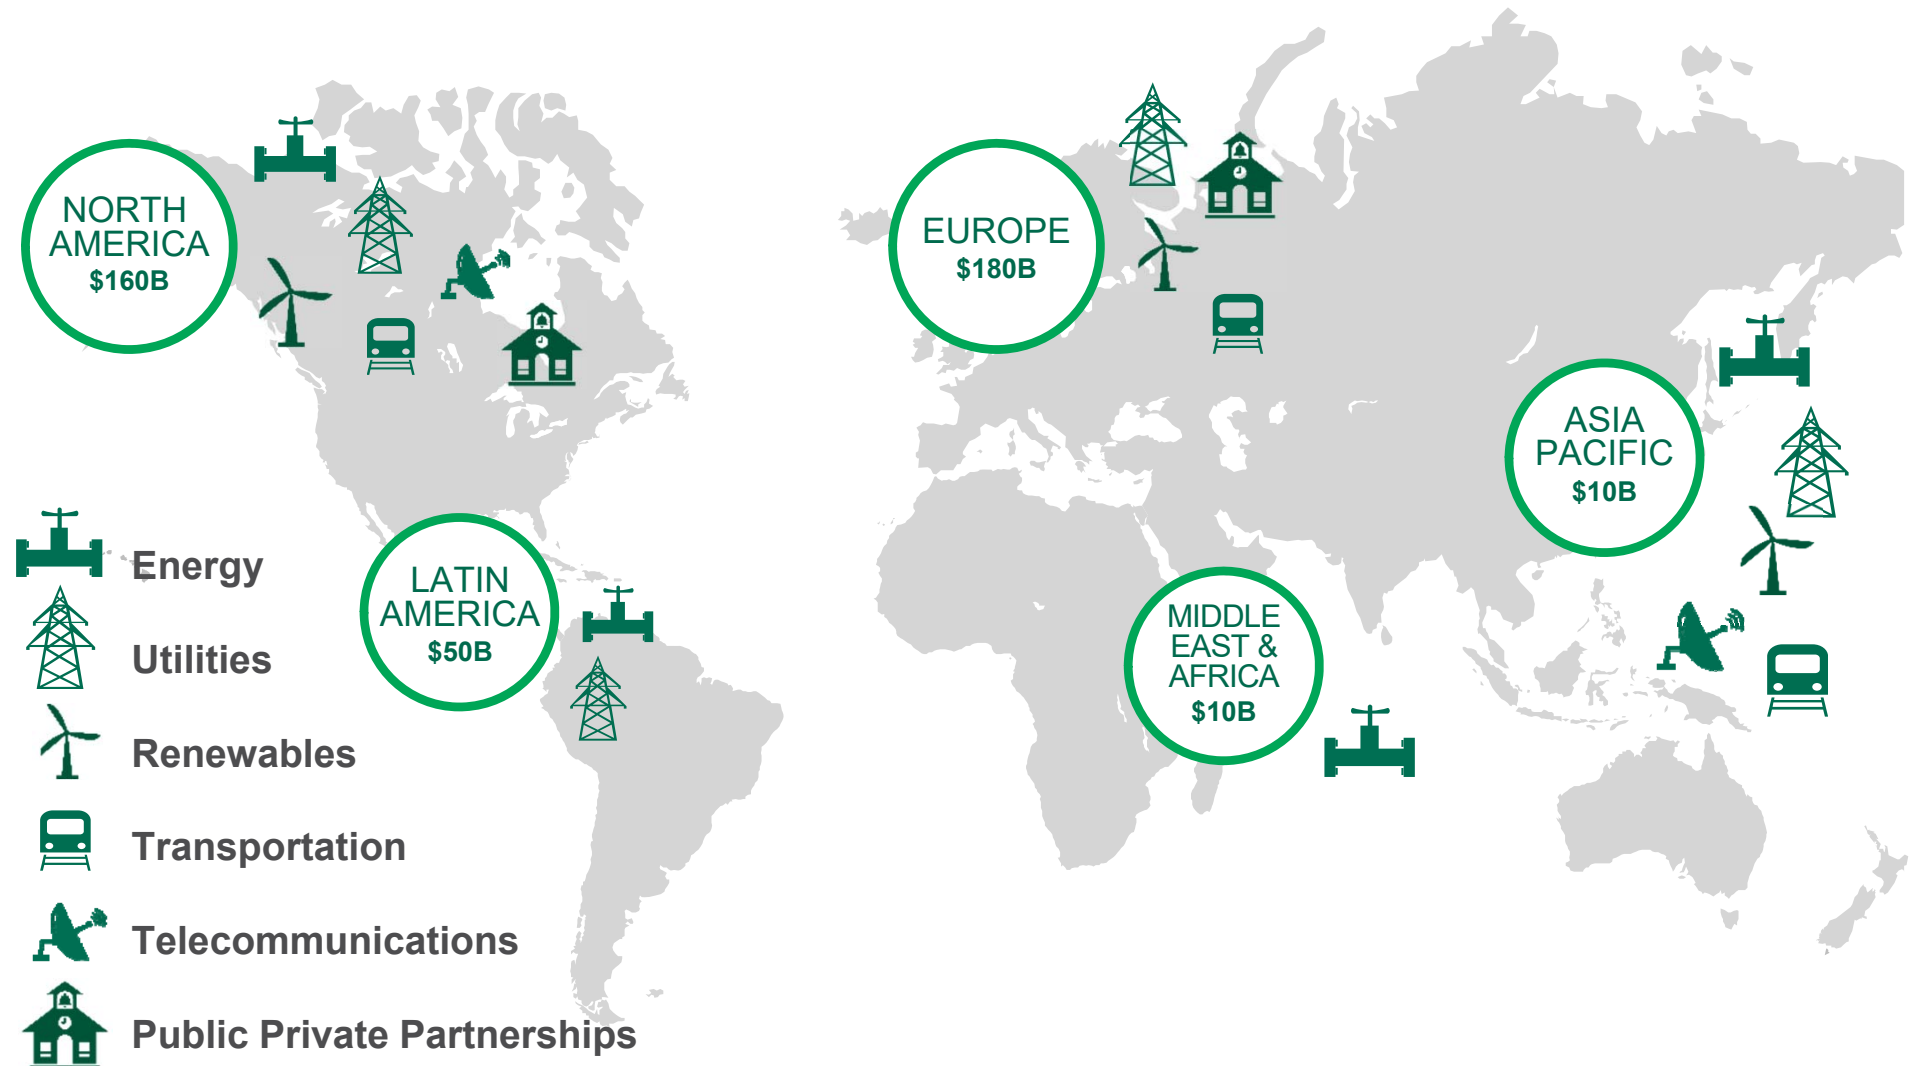 NORTH
AMERICA
$160B
EUROPE
$180B
ASIA
PACIFIC
$10B
LATIN
AMERICA
$50B
MIDDLE
EAST &
AFRICA
$10B
Energy
Utilities
Renewables
Transportation
Telecommunications
Public Private Partnerships